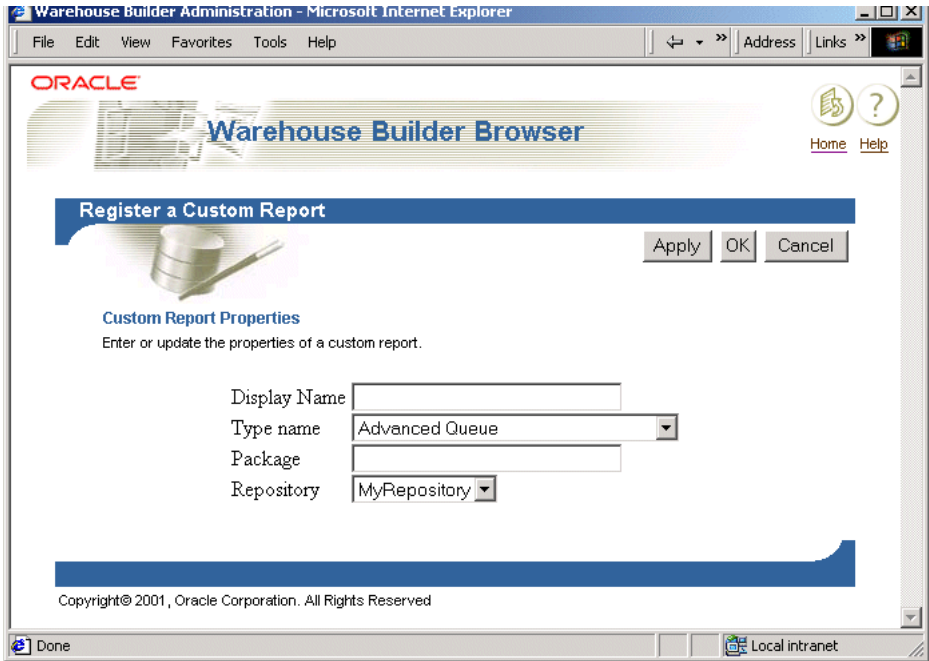 Warehouse Builder Administration - Microsoft Internet Explorer
File Edit View Favorites Tools Help » Address Links »
ORACLE
Warehouse Builder Browser
Home Help
Register a Custom Report
Apply OK Cancel
Custom Report Properties
Enter or update the properties of a custom report.
Display Name
Type name Advanced Queue
Package
Repository MyRepository
Copyright© 2001, Oracle Corporation. All Rights Reserved
Done Local intranet